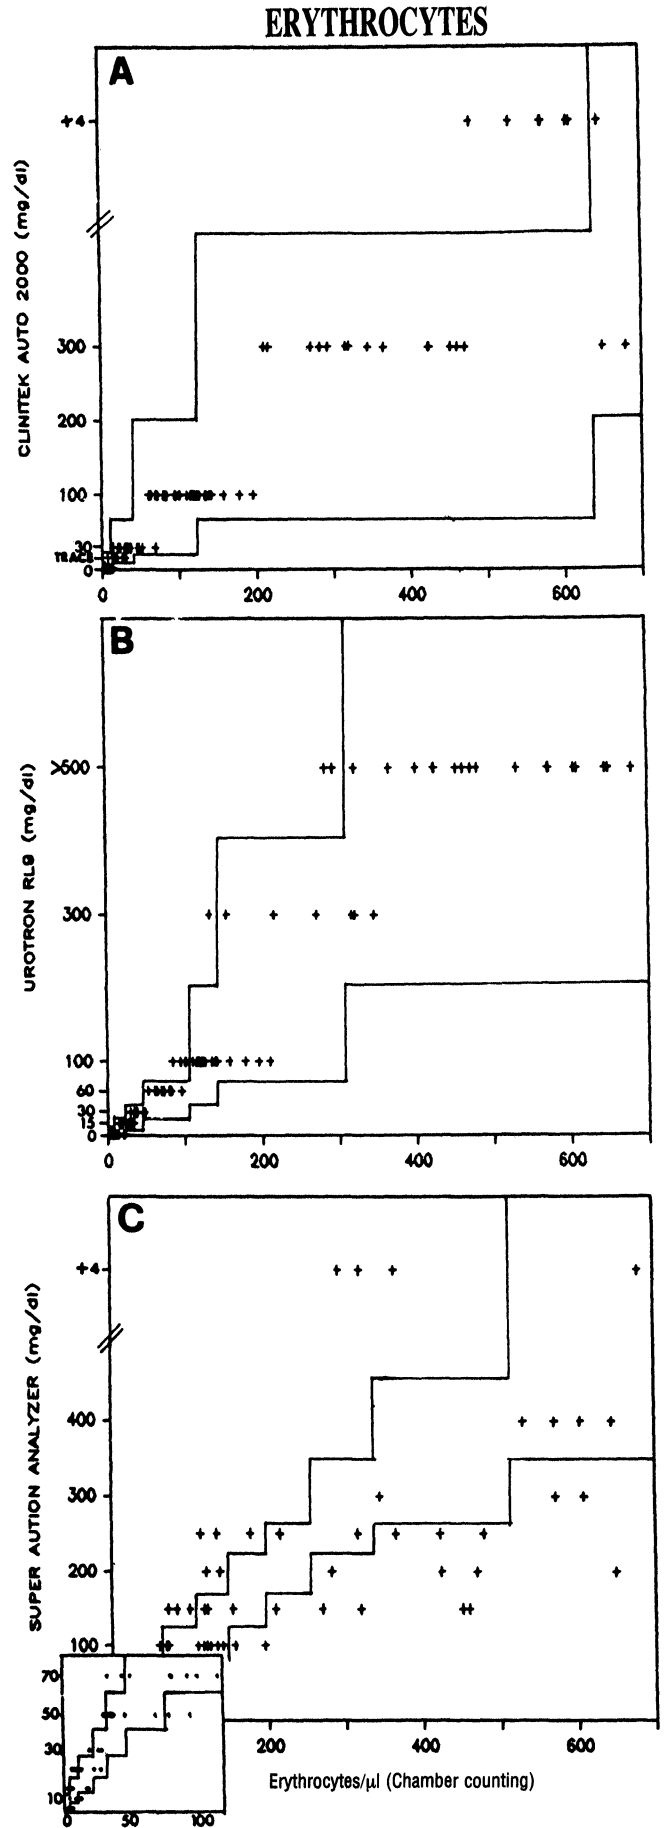 ERYTHROCYTES
A
CLINITEK AUTO 2000 (mg/dl)
+4
300
200
100
30
TRACE
0
0 200 400 600
B
UROTRON RL9 (mg/dl)
>500
300
100
60
30
15
0
0 200 400 600
C
SUPER AUTION ANALYZER (mg/dl)
+4
400
300
200
100
70
50
30
10
200 400 600
0 50 100
Erythrocytes/µl (Chamber counting)